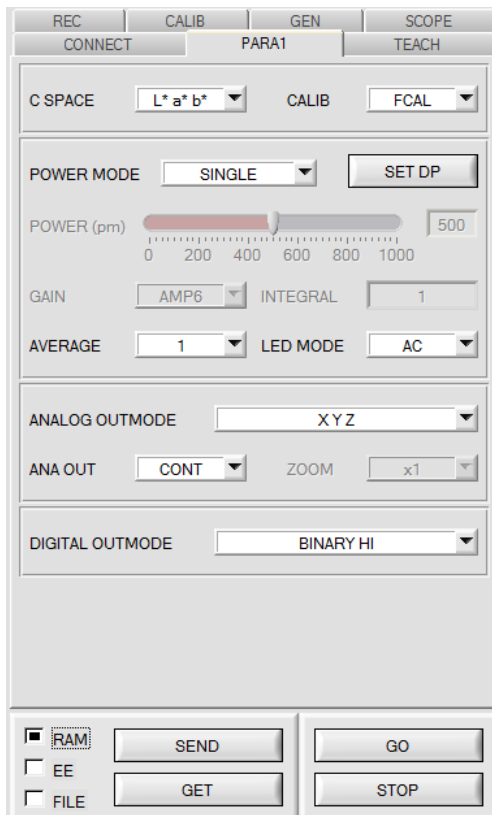 REC CALIB GEN SCOPE
CONNECT PARA1 TEACH
C SPACE L* a* b* CALIB FCAL
POWER MODE SINGLE SET DP
POWER (pm) 500
0 200 400 600 800 1000
GAIN AMP6 INTEGRAL 1
AVERAGE 1 LED MODE AC
ANALOG OUTMODE X Y Z
ANA OUT CONT ZOOM x1
DIGITAL OUTMODE BINARY HI
RAM SEND GO
EE
GET STOP
FILE